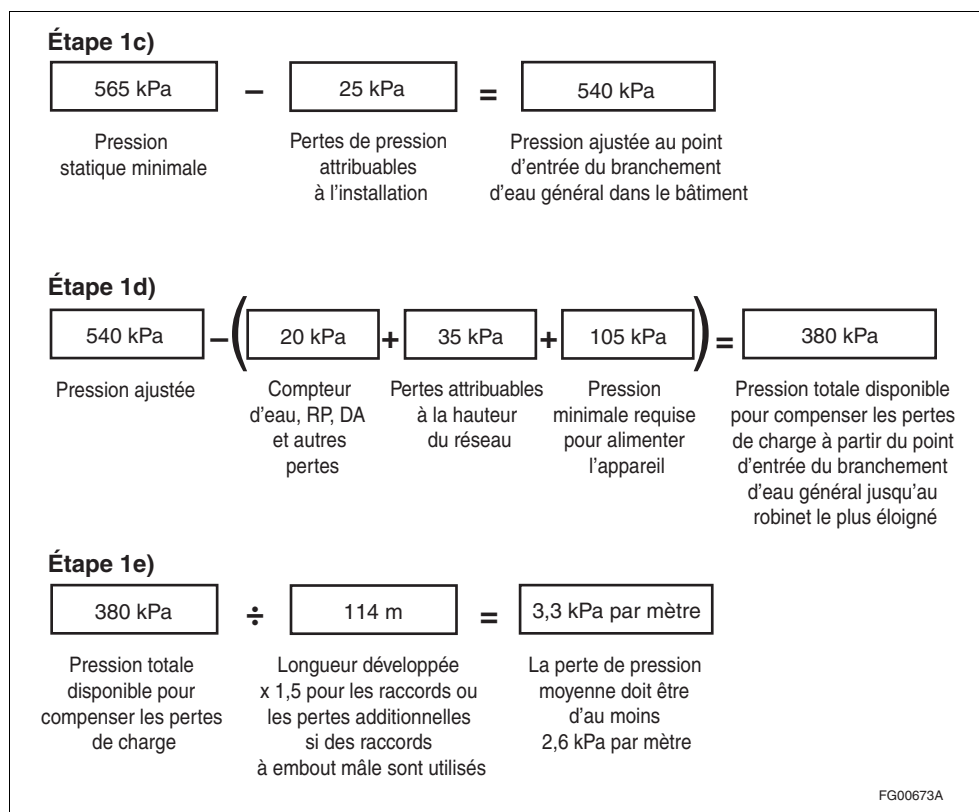 Étape 1c)
565 kPa – 25 kPa = 540 kPa
Pression
statique minimale
Pertes de pression
attribuables
à l’installation
Pression ajustée au point
d’entrée du branchement
d’eau général dans le bâtiment
Étape 1d)
540 kPa –( 20 kPa + 35 kPa + 105 kPa ) = 380 kPa
Pression ajustée
Compteur
d’eau, RP, DA
et autres
pertes
Pertes attribuables
à la hauteur
du réseau
Pression
minimale requise
pour alimenter
l’appareil
Pression totale disponible
pour compenser les pertes
de charge à partir du point
d’entrée du branchement
d’eau général jusqu’au
robinet le plus éloigné
Étape 1e)
380 kPa ÷ 114 m = 3,3 kPa par mètre
Pression totale
disponible pour
compenser les pertes
de charge
Longueur développée
x 1,5 pour les raccords ou
les pertes additionnelles
si des raccords
à embout mâle sont utilisés
La perte de pression
moyenne doit être
d’au moins
2,6 kPa par mètre
FG00673A